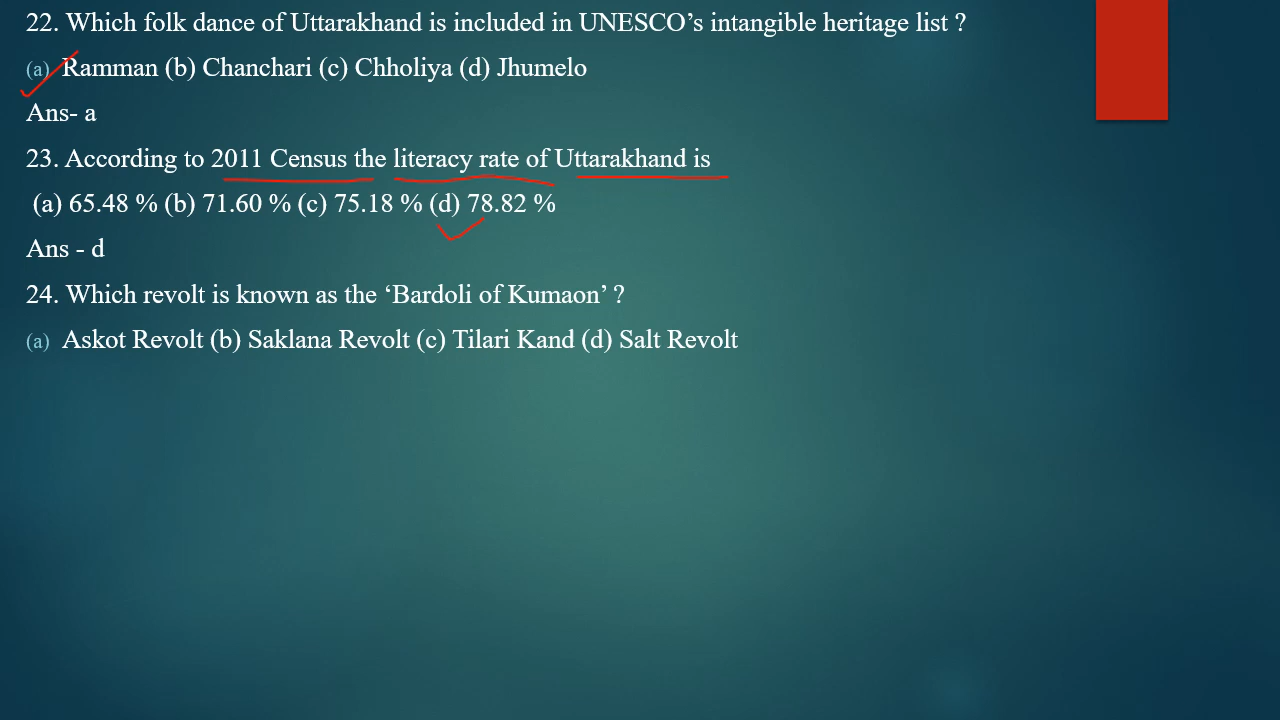 22. Which folk dance of Uttarakhand is included in UNESCO’s intangible heritage list ?
(a) Ramman (b) Chanchari (c) Chholiya (d) Jhumelo
Ans- a
23. According to 2011 Census the literacy rate of Uttarakhand is
(a) 65.48 % (b) 71.60 % (c) 75.18 % (d) 78.82 %
Ans - d
24. Which revolt is known as the ‘Bardoli of Kumaon’ ?
(a) Askot Revolt (b) Saklana Revolt (c) Tilari Kand (d) Salt Revolt